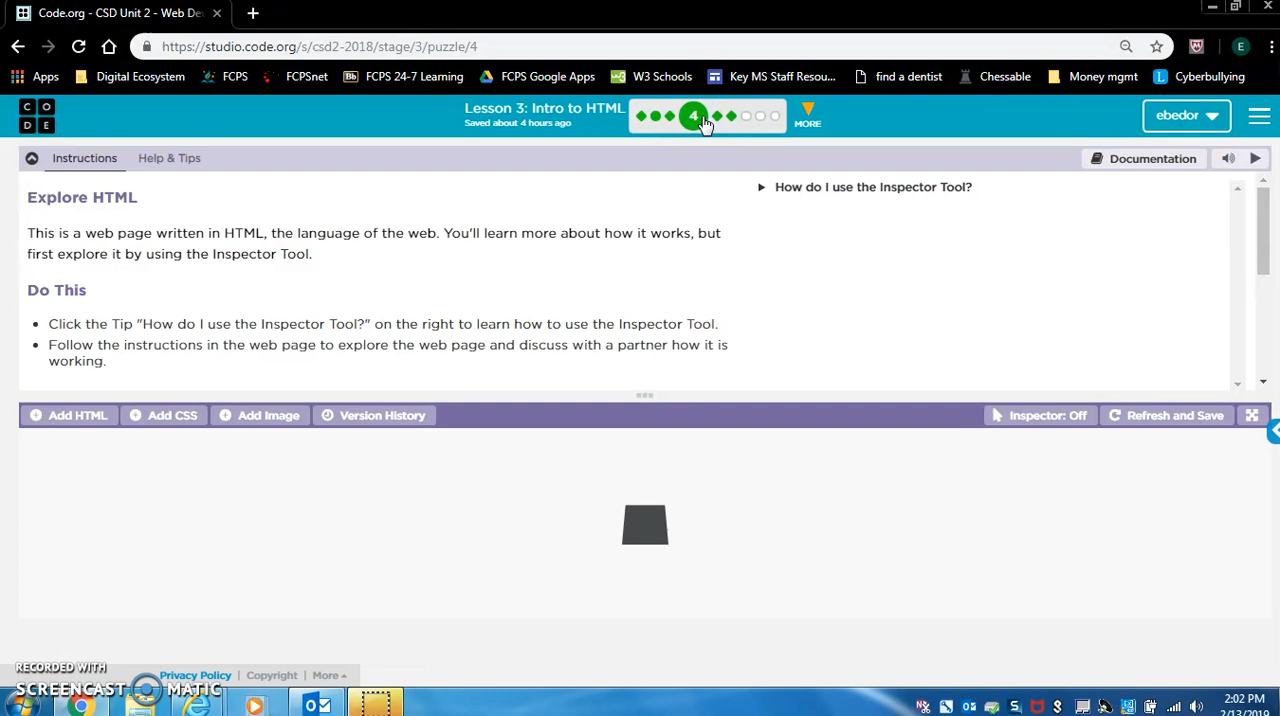 Code.org - CSD Unit 2 - Web De
https://studio.code.org/s/csd2-2018/stage/3/puzzle/4
E
Apps
Digital Ecosystem
FCPS
FCPSnet
Bb
FCPS 24-7 Learning
FCPS Google Apps
W3 Schools
Key MS Staff Resou...
find a dentist
Chessable
Money mgmt
L
Cyberbullying
C O
D E
Lesson 3: Intro to HTML
Saved about 4 hours ago
4
MORE
ebedor
Instructions
Help & Tips
Documentation
Explore HTML
How do I use the Inspector Tool?
This is a web page written in HTML, the language of the web. You'll learn more about how it works, but
first explore it by using the Inspector Tool.
Do This
• Click the Tip "How do I use the Inspector Tool?" on the right to learn how to use the Inspector Tool.
• Follow the instructions in the web page to explore the web page and discuss with a partner how it is
working.
Add HTML
Add CSS
Add Image
Version History
Inspector: Off
Refresh and Save
RECORDED WITH
SCREENCAST MATIC
Privacy Policy
Copyright
More
2:02 PM
2/13/2019